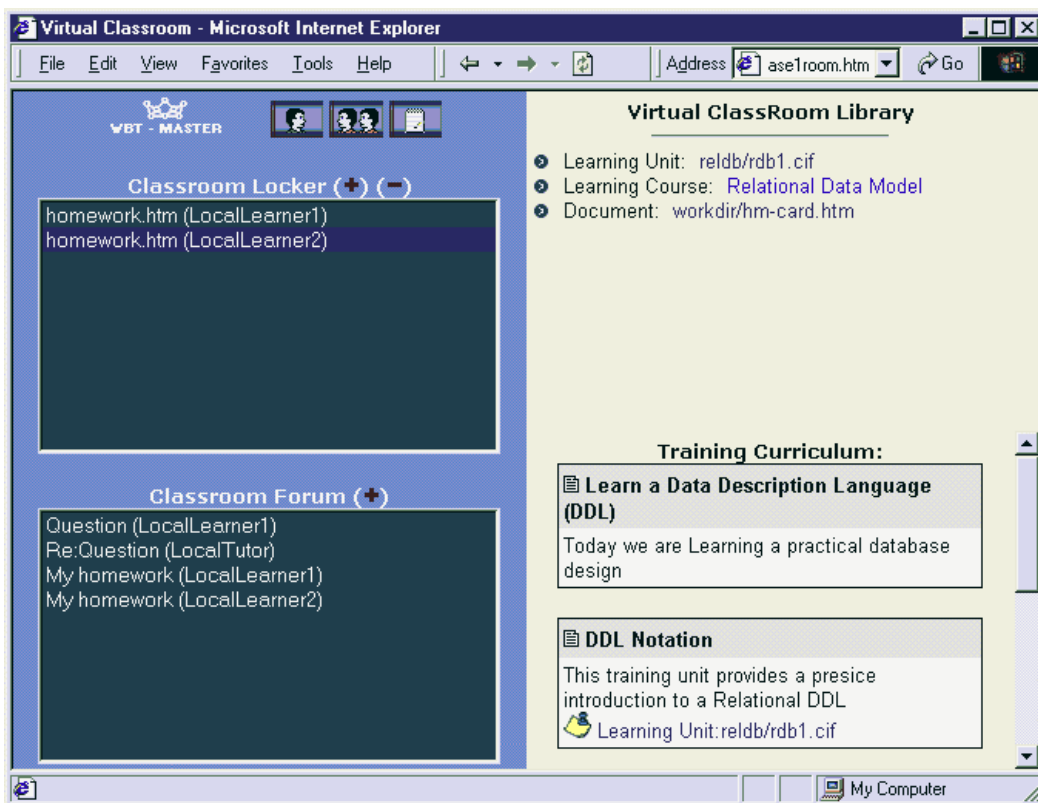 Virtual Classroom - Microsoft Internet Explorer
File Edit View Favorites Tools Help
Address ase1room.htm Go
WBT - MASTER
Classroom Locker (+) (-)
homework.htm (LocalLearner1)
homework.htm (LocalLearner2)
Classroom Forum (+)
Question (LocalLearner1)
Re:Question (LocalTutor)
My homework (LocalLearner1)
My homework (LocalLearner2)
Virtual ClassRoom Library
Learning Unit: reldb/rdb1.cif
Learning Course: Relational Data Model
Document: workdir/hm-card.htm
Training Curriculum:
Learn a Data Description Language
(DDL)
Today we are Learning a practical database
design
DDL Notation
This training unit provides a presice
introduction to a Relational DDL
Learning Unit:reldb/rdb1.cif
My Computer